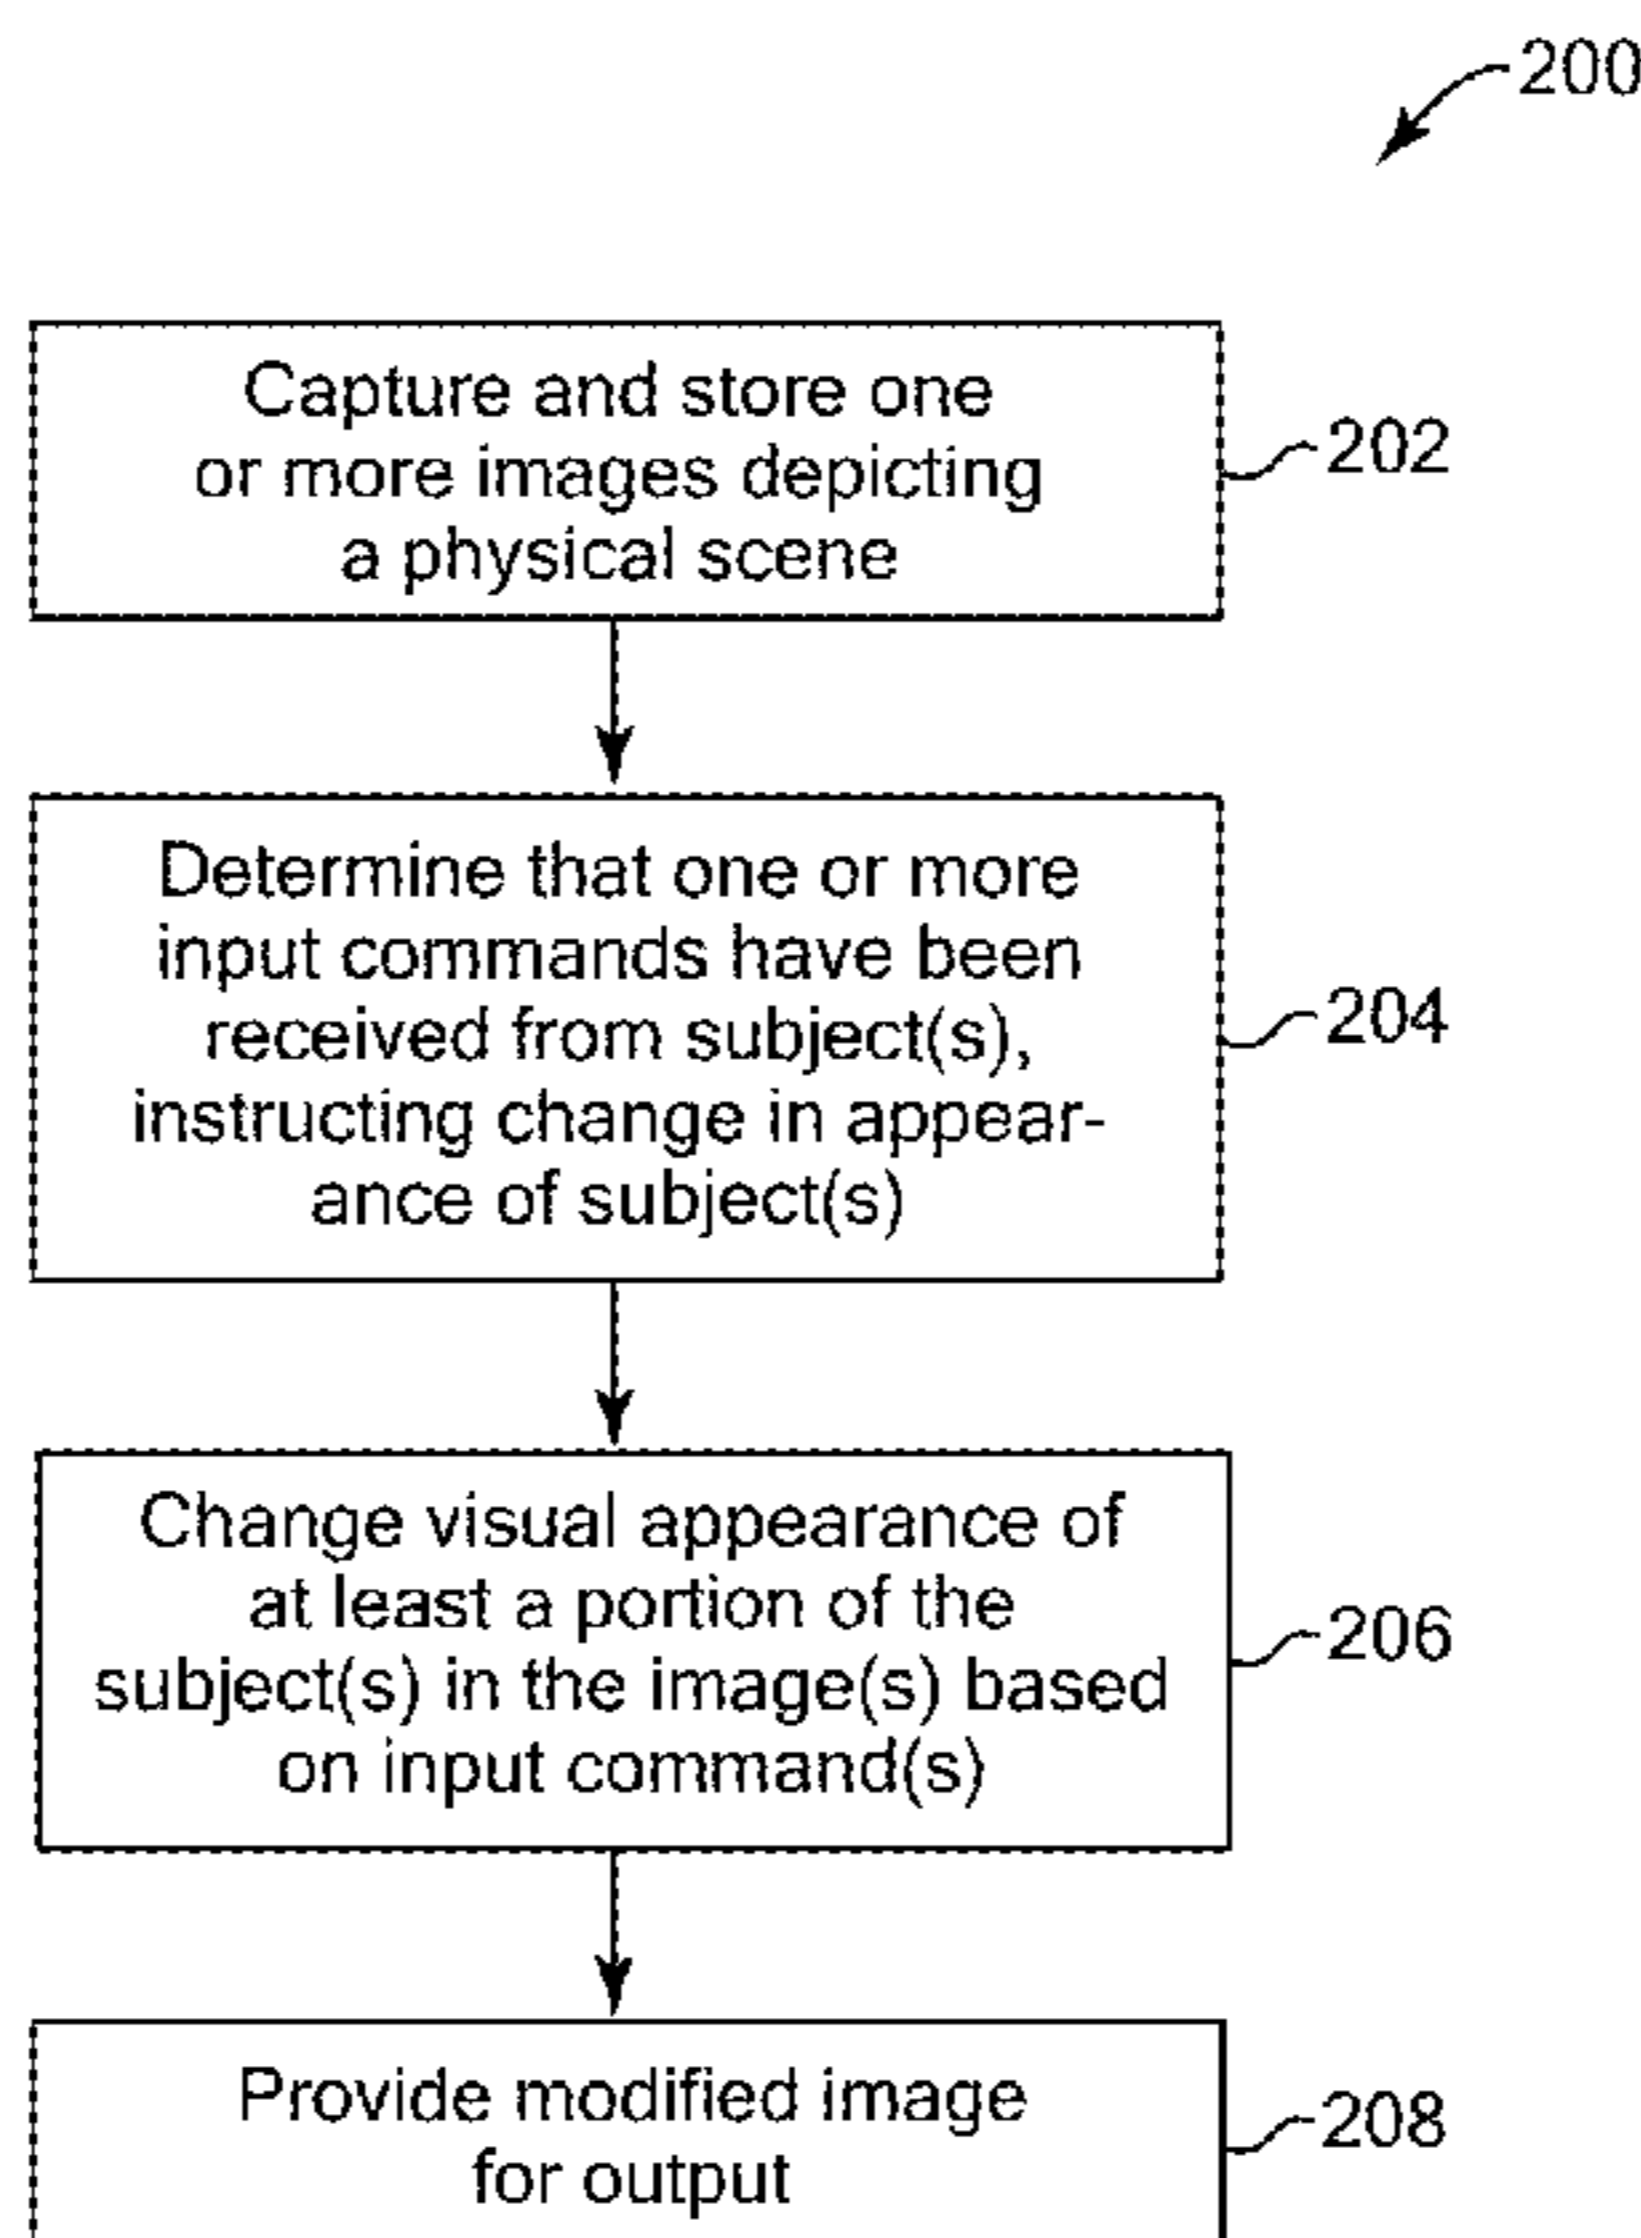 200
Capture and store one
or more images depicting
a physical scene
202
Determine that one or more
input commands have been
received from subject(s),
instructing change in appear-
ance of subject(s)
204
Change visual appearance of
at least a portion of the
subject(s) in the image(s) based
on input command(s)
206
Provide modified image
for output
208